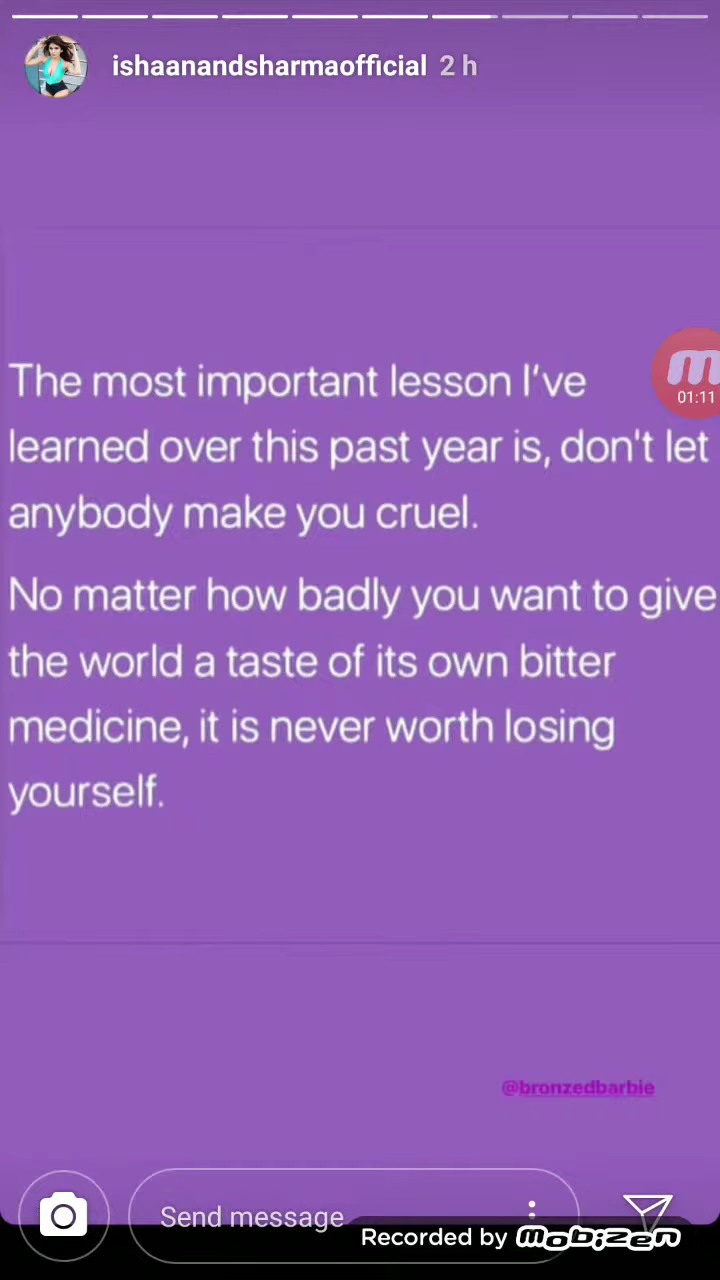 ishaanandsharmaofficial 2 h
The most important lesson I've
01:11
learned over this past year is, don't let
anybody make you cruel.
No matter how badly you want to give
the world a taste of its own bitter
medicine, it is never worth losing
yourself.
@bronzedbarbie
Send message
Recorded by mobizen